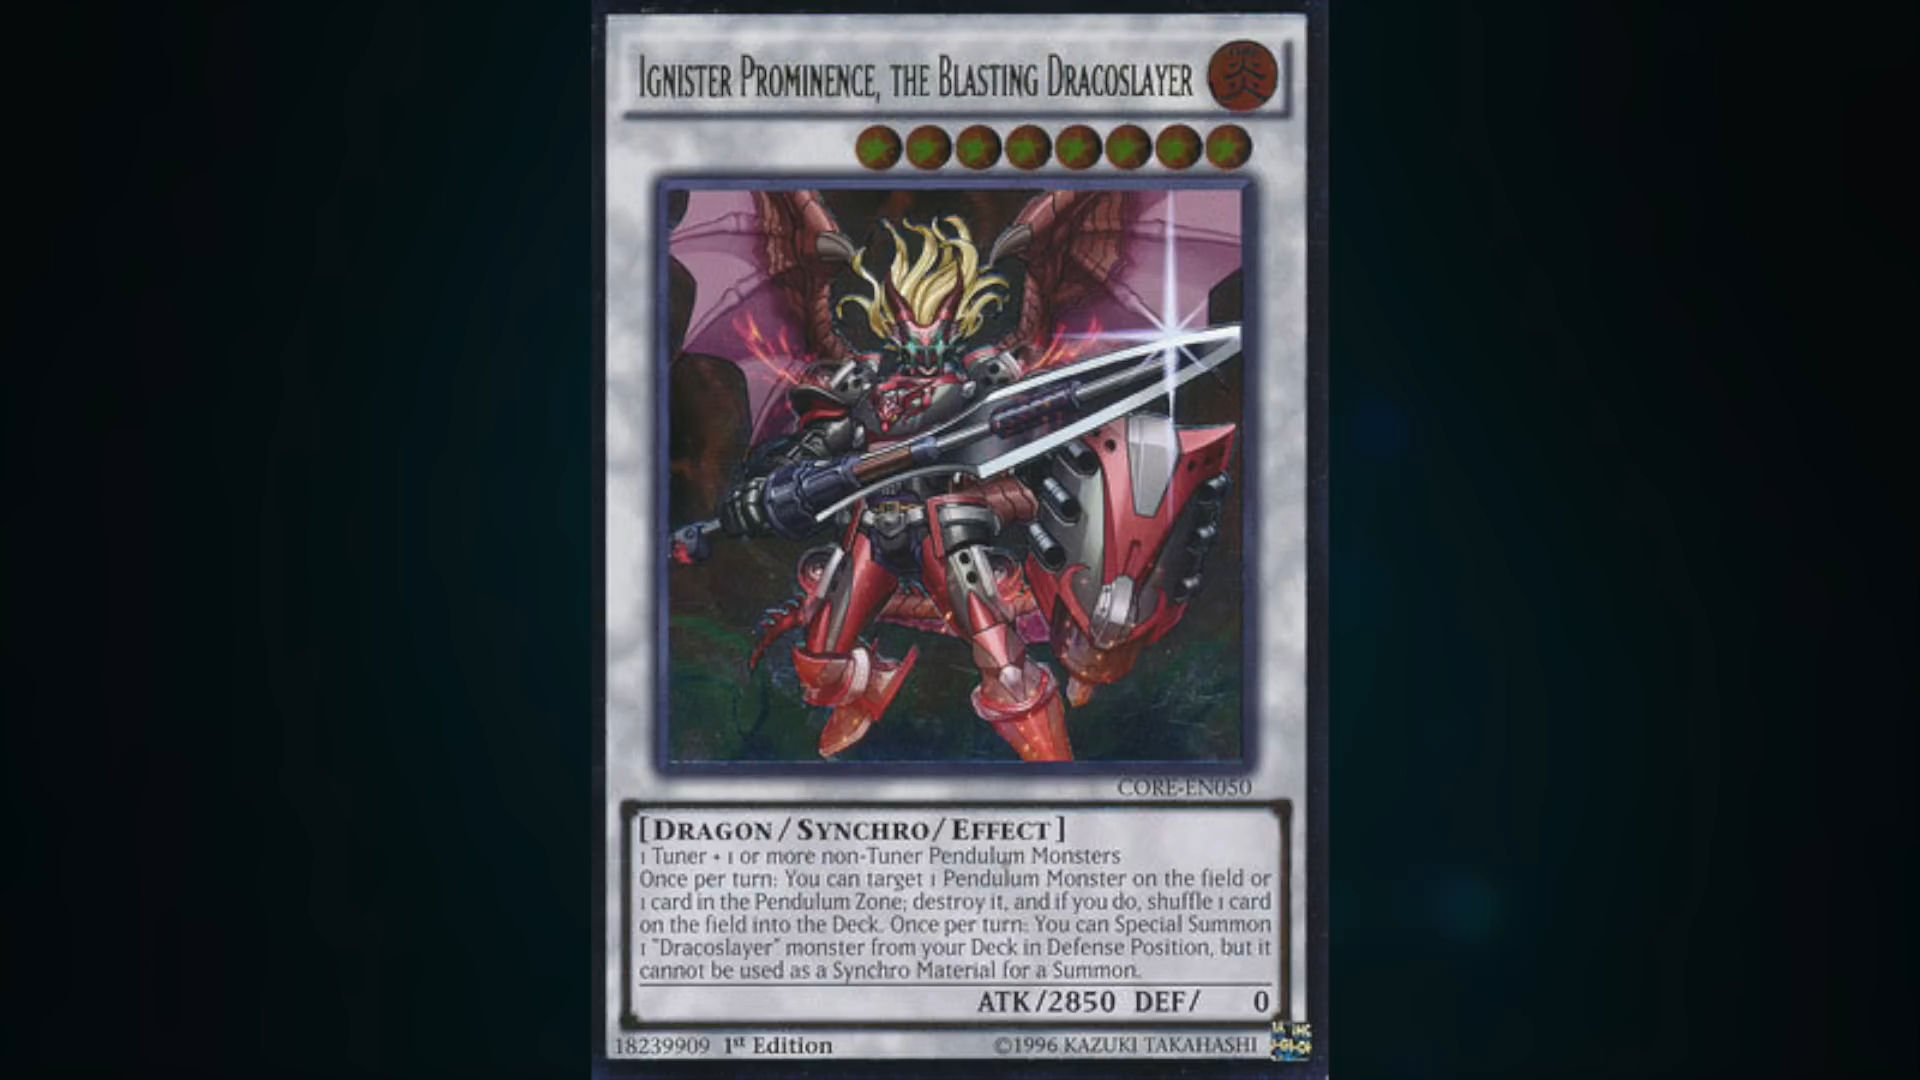 Ignister Prominence, the Blasting Dracoslayer
炎
CORE-EN050
[Dragon/Synchro/Effect]
1 Tuner + 1 or more non-Tuner Pendulum Monsters
Once per turn: You can target 1 Pendulum Monster on the field or
1 card in the Pendulum Zone; destroy it, and if you do, shuffle 1 card
on the field into the Deck. Once per turn: You can Special Summon
1 "Dracoslayer" monster from your Deck in Defense Position, but it
cannot be used as a Synchro Material for a Summon.
ATK/2850 DEF/ 0
18239909 1st Edition ©1996 KAZUKI TAKAHASHI